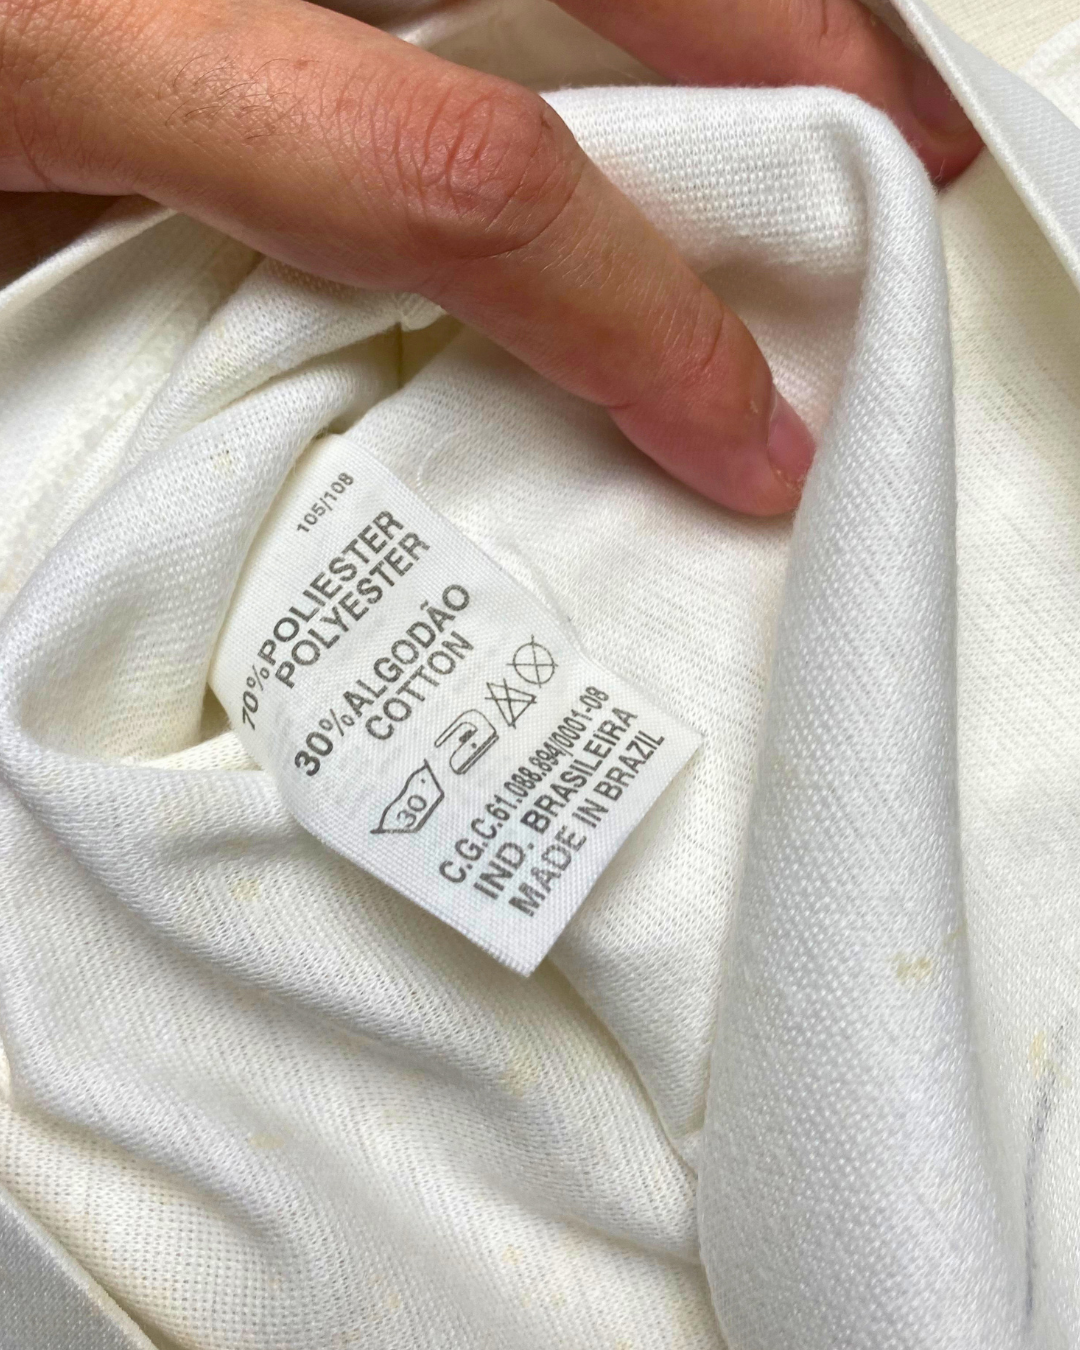 105/108
70%POLIESTER
POLYESTER
30%ALGODÃO
COTTON
30
C.G.C.61.088.894/0001-08
IND. BRASILEIRA
MADE IN BRAZIL